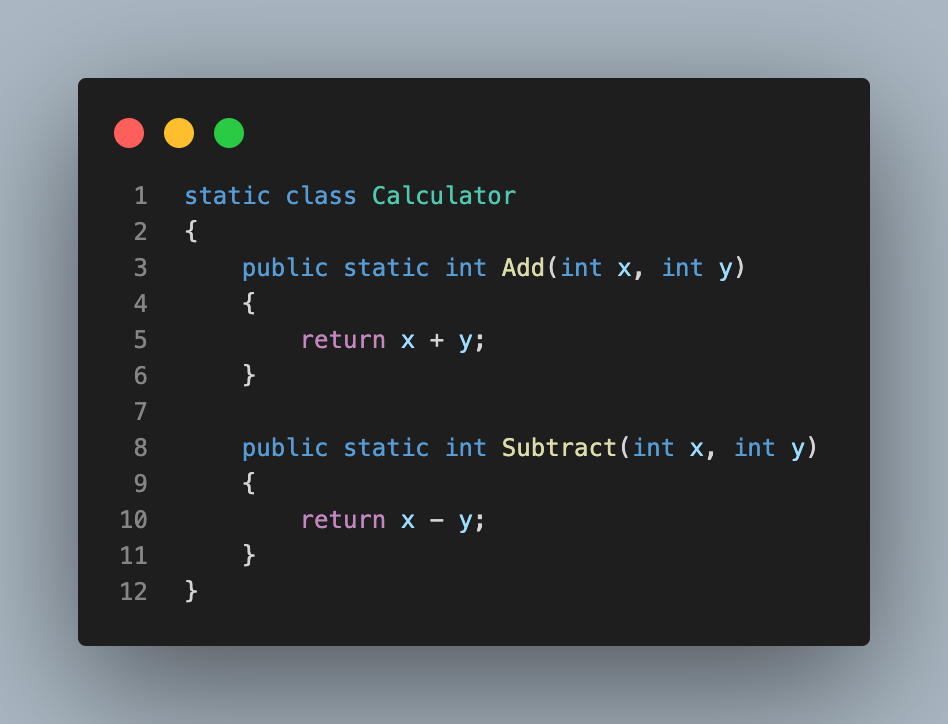 1 static class Calculator
2 {
3     public static int Add(int x, int y)
4     {
5         return x + y;
6     }
7
8     public static int Subtract(int x, int y)
9     {
10         return x - y;
11     }
12 }